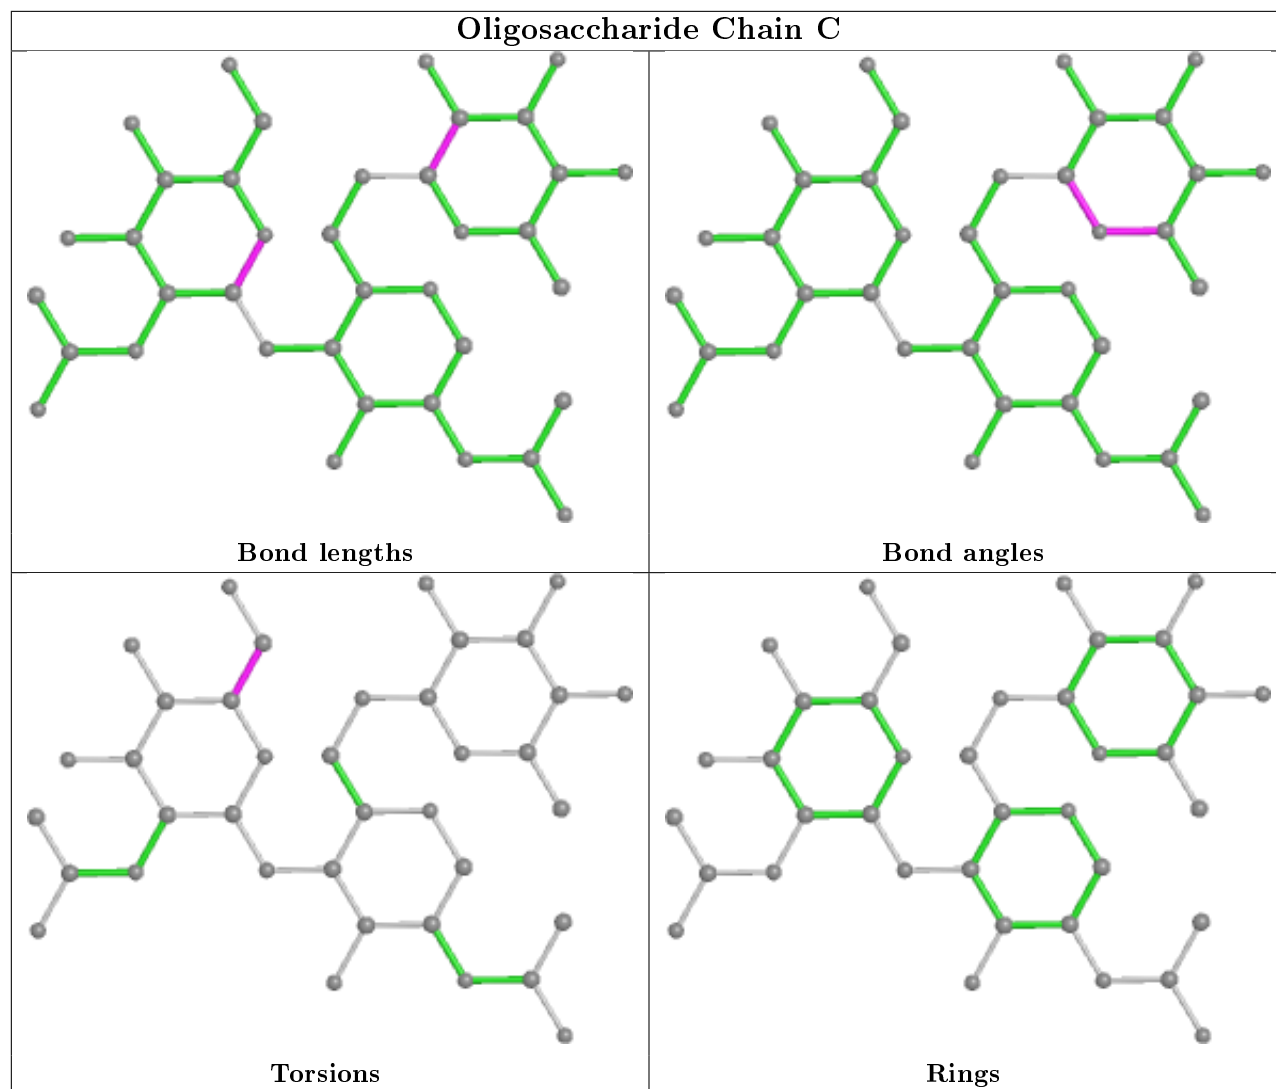 Oligosaccharide Chain C
Bond lengths
Bond angles
Torsions
Rings